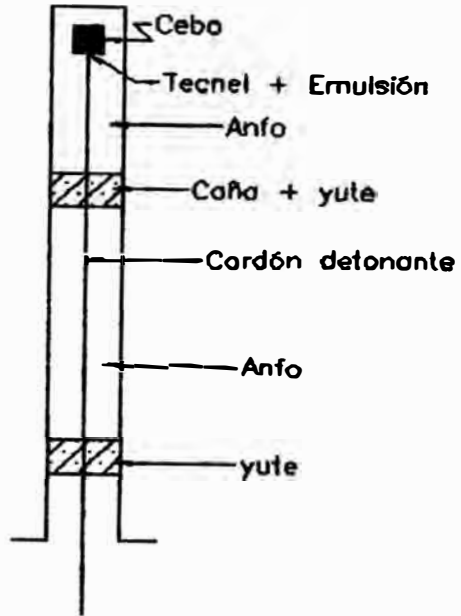 Cebo
Tecnel + Emulsión
Anfo
Caña + yute
Cordón detonante
Anfo
yute